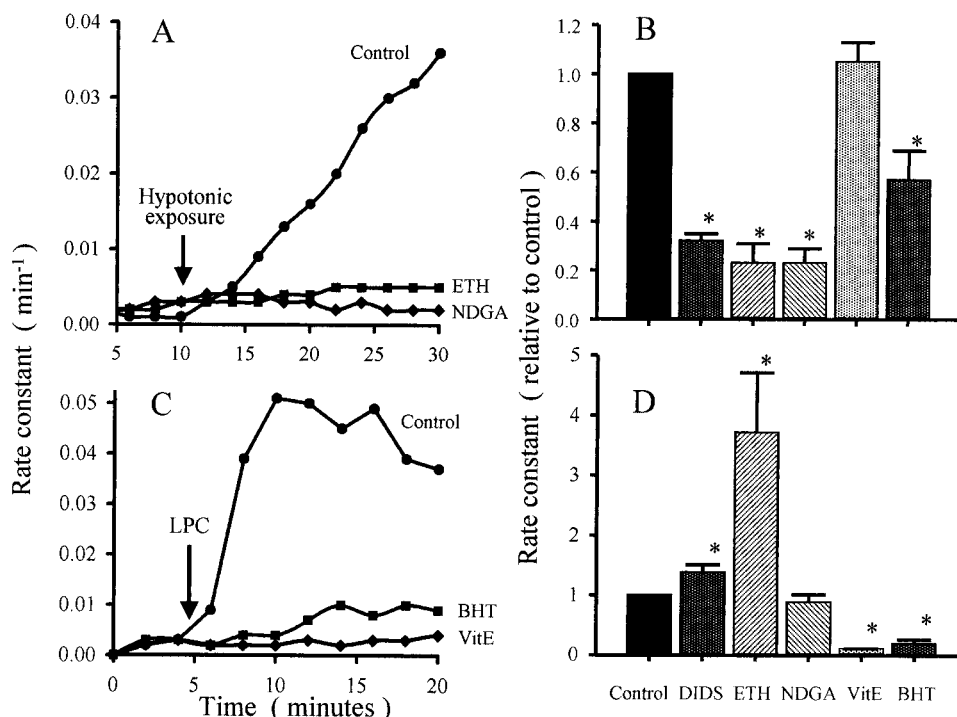 A
0.04
0.03
0.02
0.01
0.00
Control
Hypotonic
exposure
ETH
NDGA
5 10 15 20 25 30
B
1.2
1.0
0.8
0.6
0.4
0.2
0.0
* * * *
C
0.05
0.04
0.03
0.02
0.01
0.00
Control
LPC
BHT
VitE
0 5 10 15 20
Time ( minutes )
Rate constant ( min-1 )
D
5
4
3
2
1
0
* * * *
Control DIDS ETH NDGA VitE BHT
Rate constant ( relative to control )